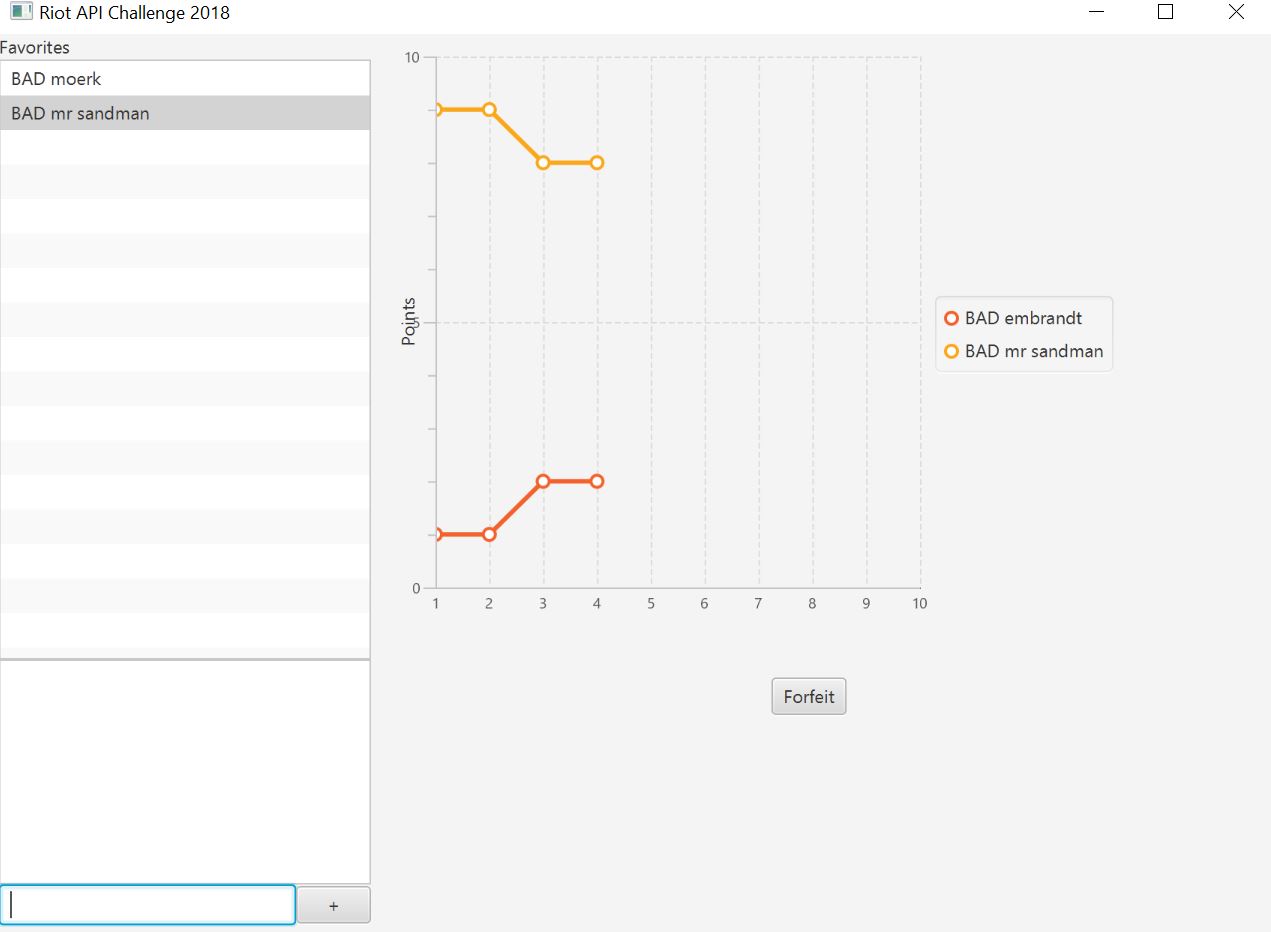 Riot API Challenge 2018
Favorites
BAD moerk
BAD mr sandman
10
5
0
Points
1 2 3 4 5 6 7 8 9 10
BAD embrandt
BAD mr sandman
Forfeit
+